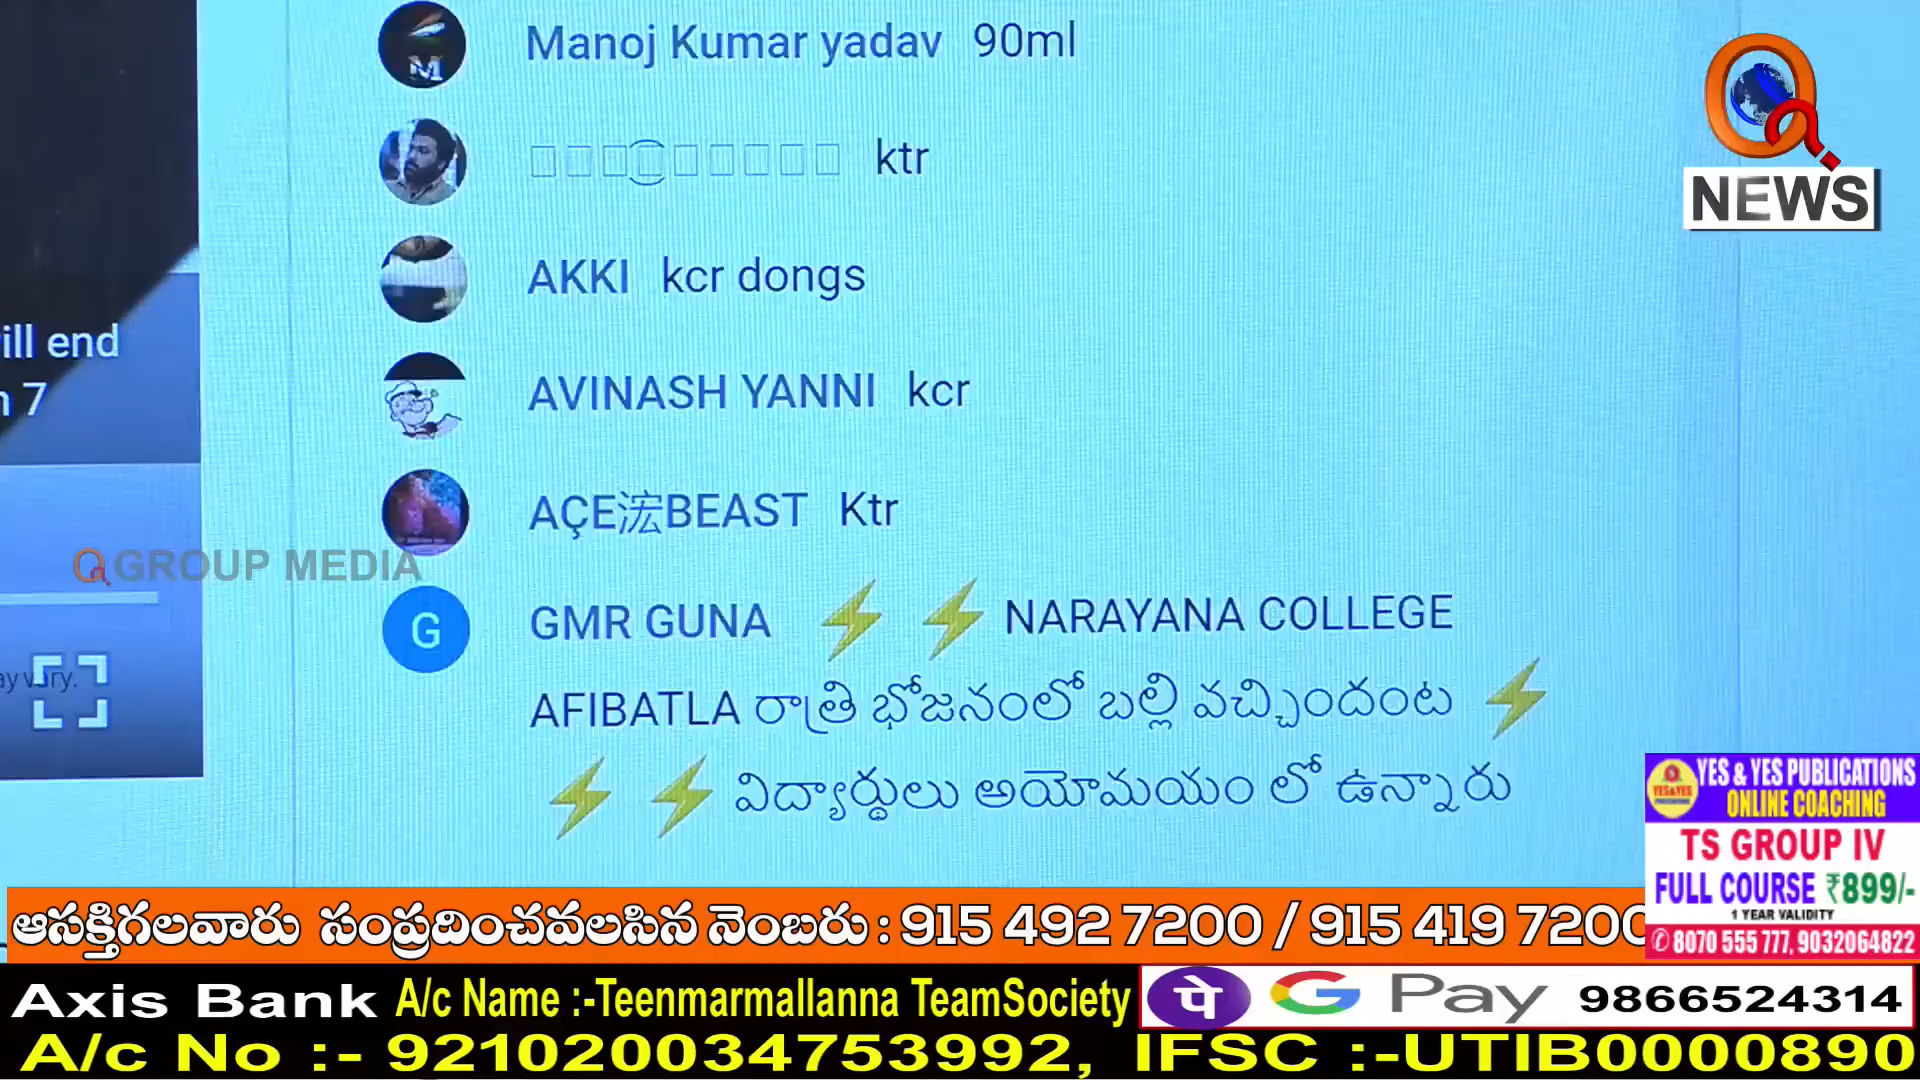 Manoj Kumar yadav 90ml
ktr
AKKI kcr dongs
ill end
AVINASH YANNI kcr
n 7
AÇE浤BEAST Ktr
GROUP MEDIA
GMR GUNA ⚡ ⚡ NARAYANA COLLEGE
AFIBATLA రాత్రి భోజనంలో బల్లి వచ్చిందంట ⚡
⚡ ⚡ విద్యార్థులు అయోమయం లో ఉన్నారు
G
ay vary.
NEWS
YES & YES PUBLICATIONS
ONLINE COACHING
TS GROUP IV
FULL COURSE ₹899/-
1 YEAR VALIDITY
✆ 8070 555 777, 9032064822
ఆసక్తిగలవారు సంప్రదించవలసిన నెంబరు : 915 492 7200 / 915 419 7200
Axis Bank A/c Name :-Teenmarmallanna TeamSociety
पे G Pay 9866524314
A/c No :- 921020034753992, IFSC :-UTIB0000890